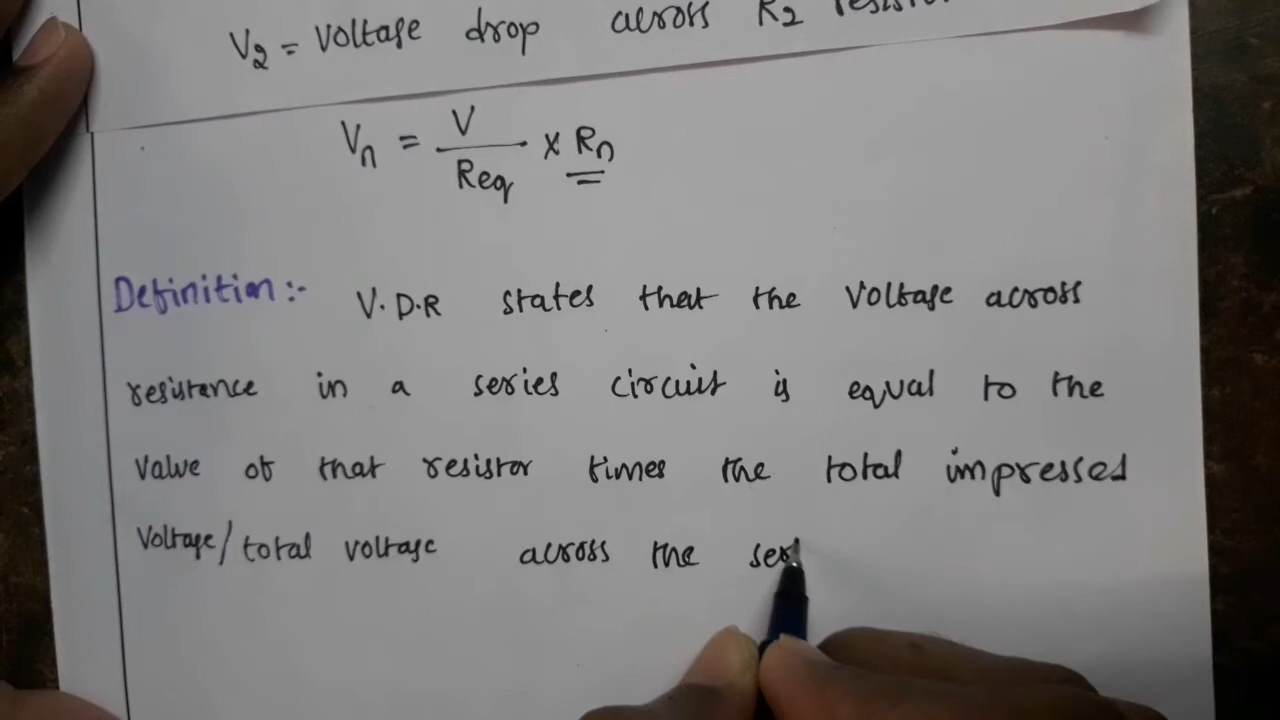 V2 = Voltage drop across R2
Vn = V / Req × Rn
Definition:- V.D.R states that the Voltage across
resistance in a series circuit is equal to the
Value of that resistor times the total impressed
Voltage/total voltage across the ser